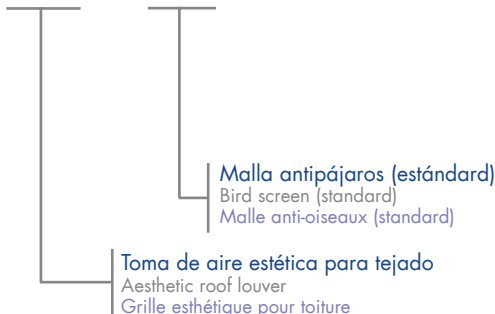 Malla antipájaros (estándard)
Bird screen (standard)
Malle anti-oiseaux (standard)
Toma de aire estética para tejado
Aesthetic roof louver
Grille esthétique pour toiture